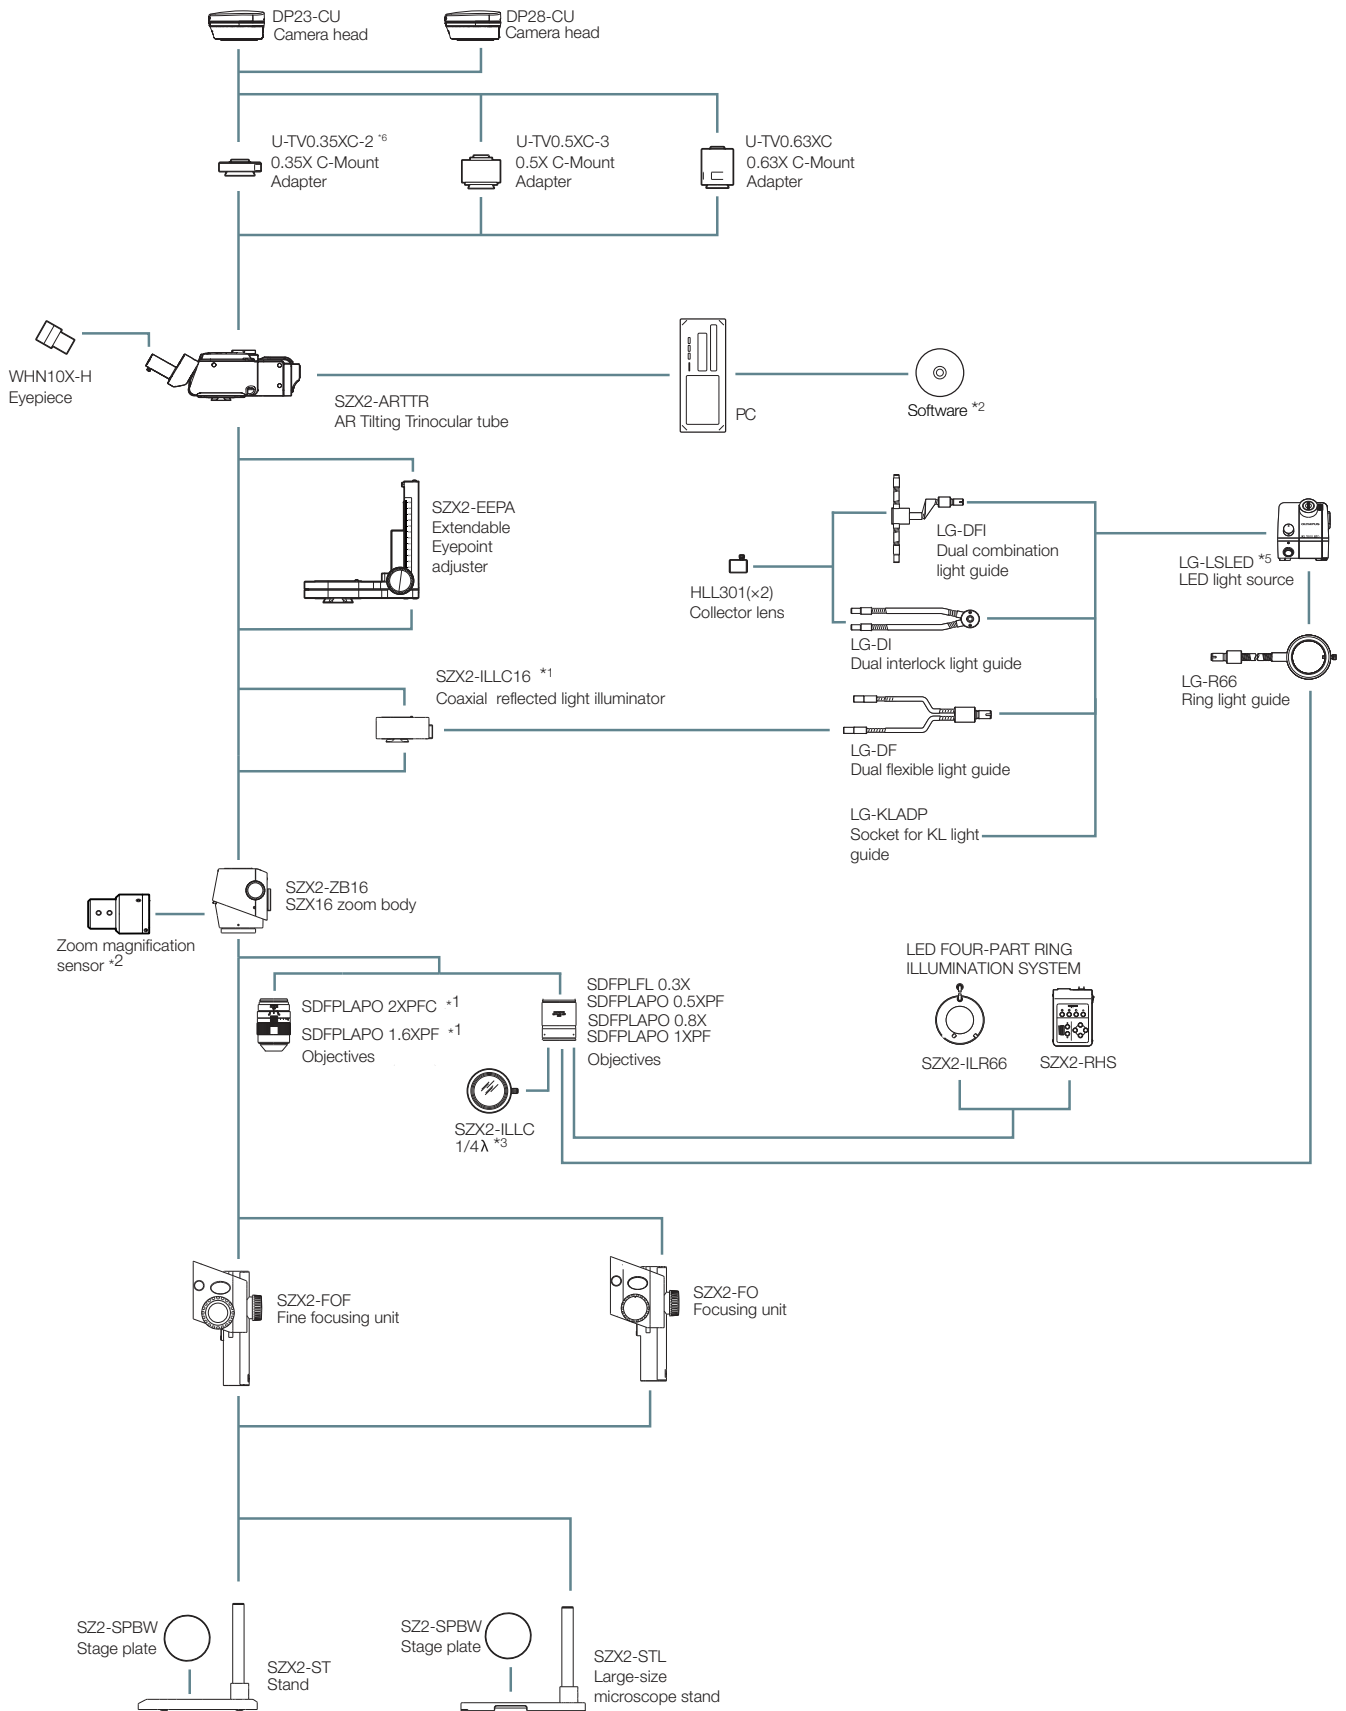 DP23-CU
Camera head
DP28-CU
Camera head
U-TV0.35XC-2 *6
0.35X C-Mount
Adapter
U-TV0.5XC-3
0.5X C-Mount
Adapter
U-TV0.63XC
0.63X C-Mount
Adapter
WHN10X-H
Eyepiece
SZX2-ARTTR
AR Tilting Trinocular tube
PC
Software *2
SZX2-EEPA
Extendable
Eyepoint
adjuster
HLL301(×2)
Collector lens
LG-DFI
Dual combination
light guide
LG-LSLED *5
LED light source
LG-DI
Dual interlock light guide
LG-R66
Ring light guide
SZX2-ILLC16 *1
Coaxial reflected light illuminator
LG-DF
Dual flexible light guide
LG-KLADP
Socket for KL light
guide
SZX2-ZB16
SZX16 zoom body
Zoom magnification
sensor *2
SDFPLAPO 2XPFC *1
SDFPLAPO 1.6XPF *1
Objectives
SDFPLFL 0.3X
SDFPLAPO 0.5XPF
SDFPLAPO 0.8X
SDFPLAPO 1XPF
Objectives
LED FOUR-PART RING
ILLUMINATION SYSTEM
SZX2-ILR66
SZX2-RHS
SZX2-ILLC
1/4λ *3
SZX2-FOF
Fine focusing unit
SZX2-FO
Focusing unit
SZ2-SPBW
Stage plate
SZX2-ST
Stand
SZ2-SPBW
Stage plate
SZX2-STL
Large-size
microscope stand